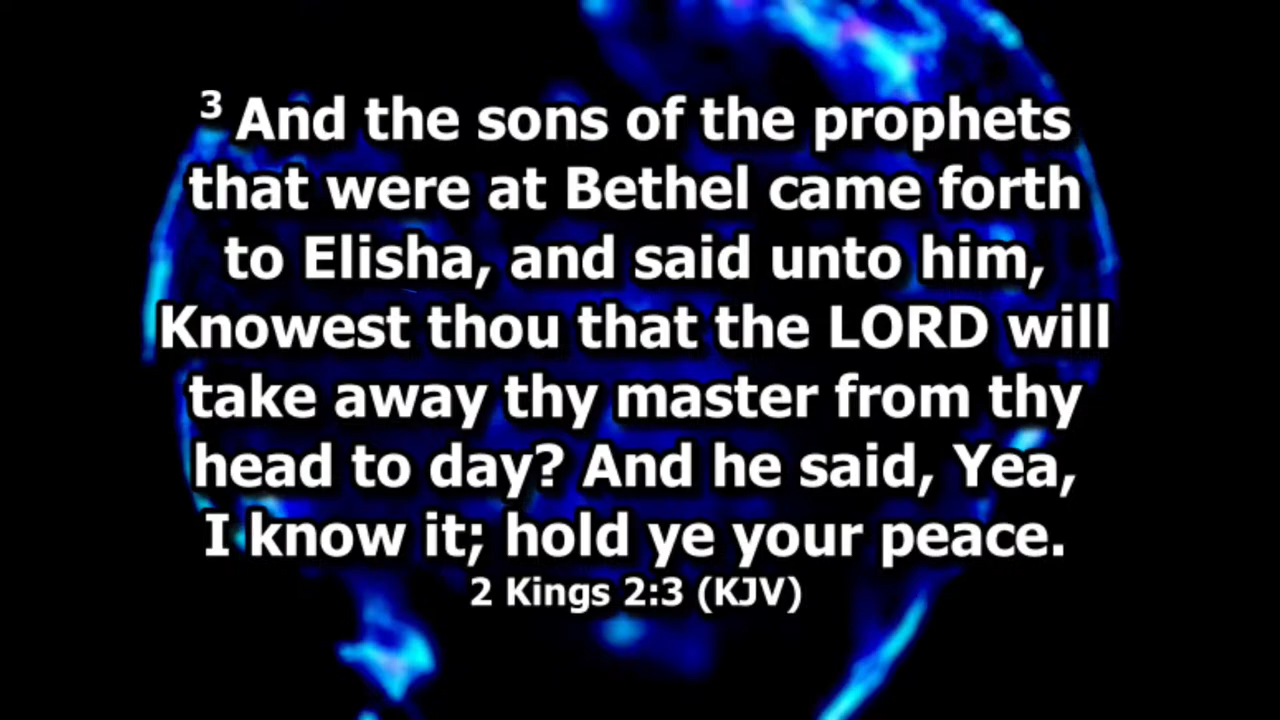 3 And the sons of the prophets
that were at Bethel came forth
to Elisha, and said unto him,
Knowest thou that the LORD will
take away thy master from thy
head to day? And he said, Yea,
I know it; hold ye your peace.
2 Kings 2:3 (KJV)